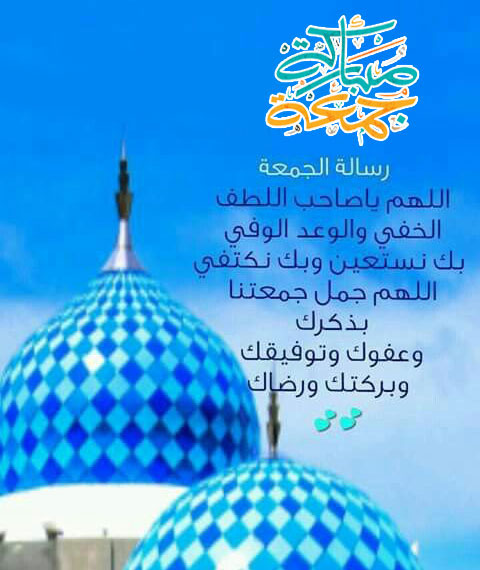 جمعة مباركة
رسالة الجمعة
اللهم ياصاحب اللطف
الخفي والوعد الوفي
بك نستعين وبك نكتفي
اللهم جمل جمعتنا
بذكرك
وعفوك وتوفيقك
وبركتك ورضاك